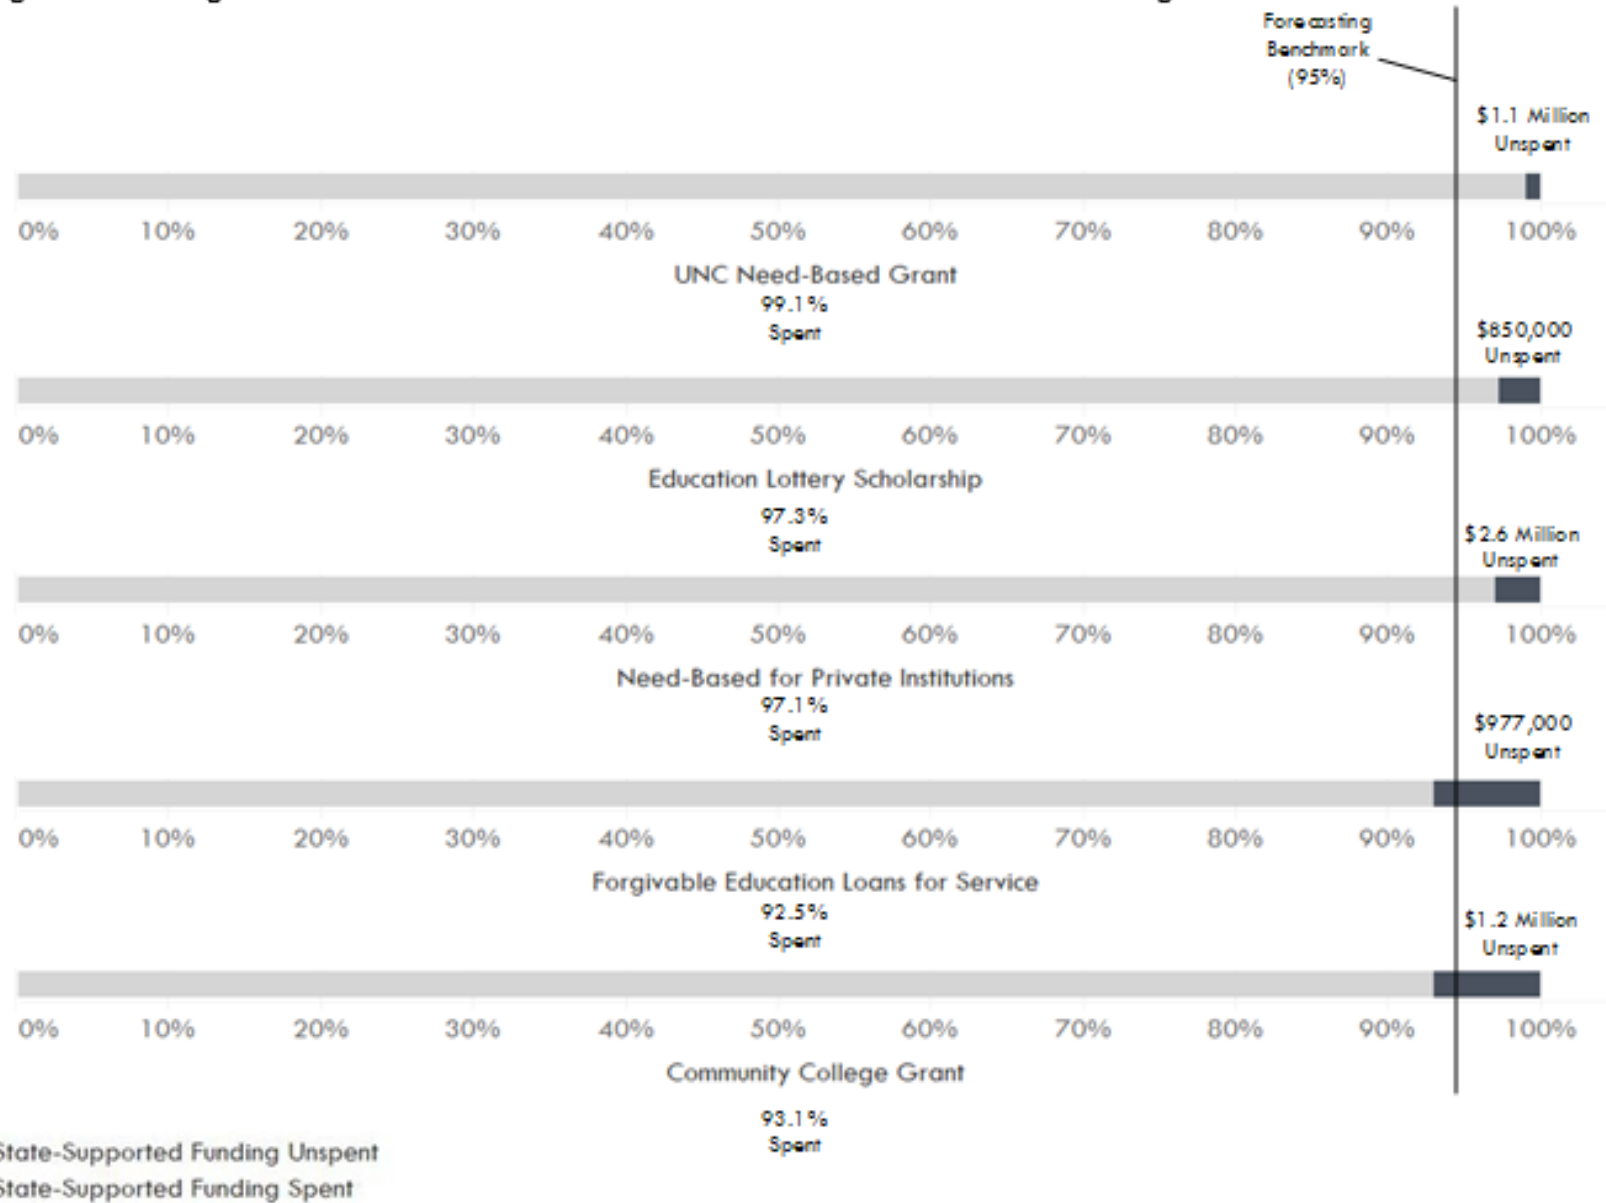 Forecasting
Benchmark
(95%)
$1.1 Million
Unspent
0% 10% 20% 30% 40% 50% 60% 70% 80% 90% 100%
UNC Need-Based Grant
99.1%
Spent
$850,000
Unspent
0% 10% 20% 30% 40% 50% 60% 70% 80% 90% 100%
Education Lottery Scholarship
97.3%
Spent
$2.6 Million
Unspent
0% 10% 20% 30% 40% 50% 60% 70% 80% 90% 100%
Need-Based for Private Institutions
97.1%
Spent
$977,000
Unspent
0% 10% 20% 30% 40% 50% 60% 70% 80% 90% 100%
Forgivable Education Loans for Service
92.5%
Spent
$1.2 Million
Unspent
0% 10% 20% 30% 40% 50% 60% 70% 80% 90% 100%
Community College Grant
93.1%
Spent
State-Supported Funding Unspent
State-Supported Funding Spent